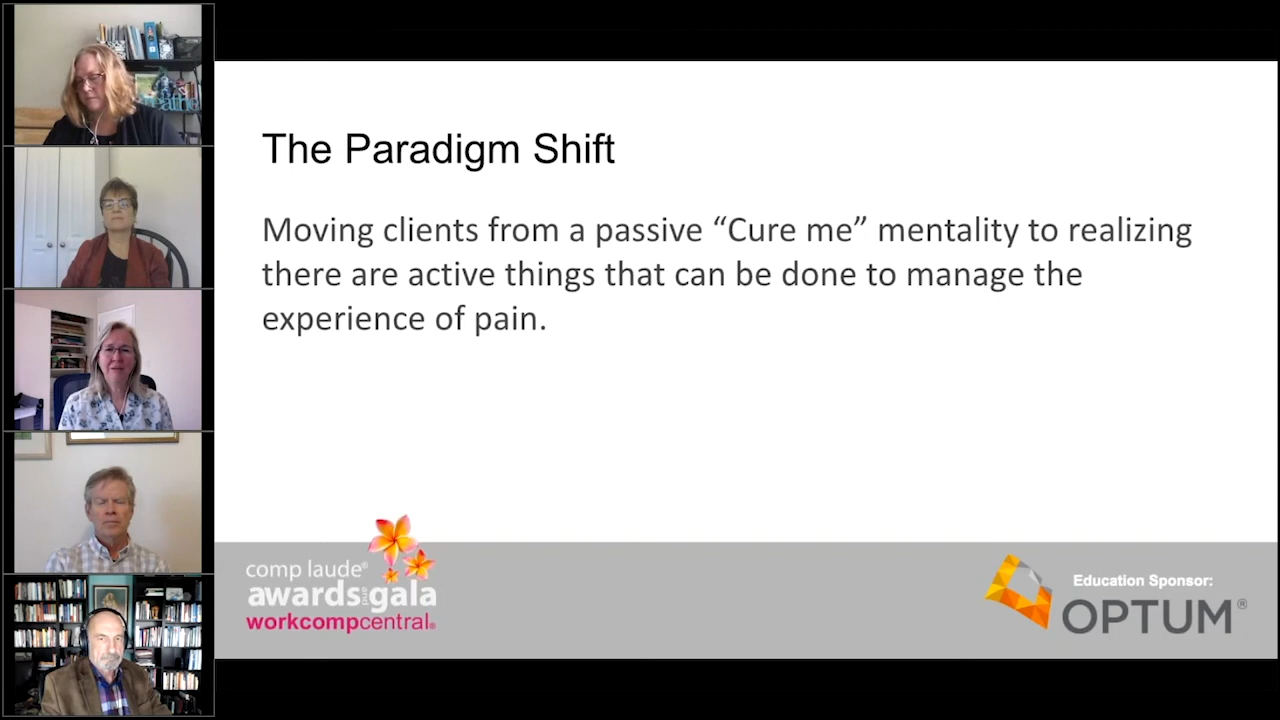 The Paradigm Shift
Moving clients from a passive “Cure me” mentality to realizing
there are active things that can be done to manage the
experience of pain.
comp laude®
awards and gala
workcompcentral®
Education Sponsor:
OPTUM®